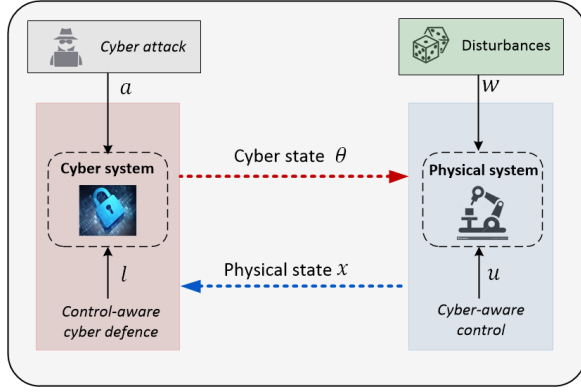 Cyber attack
Disturbances
a
w
Cyber system
Cyber state θ
Physical system
Physical state x
l
u
Control-aware
cyber defence
Cyber-aware
control